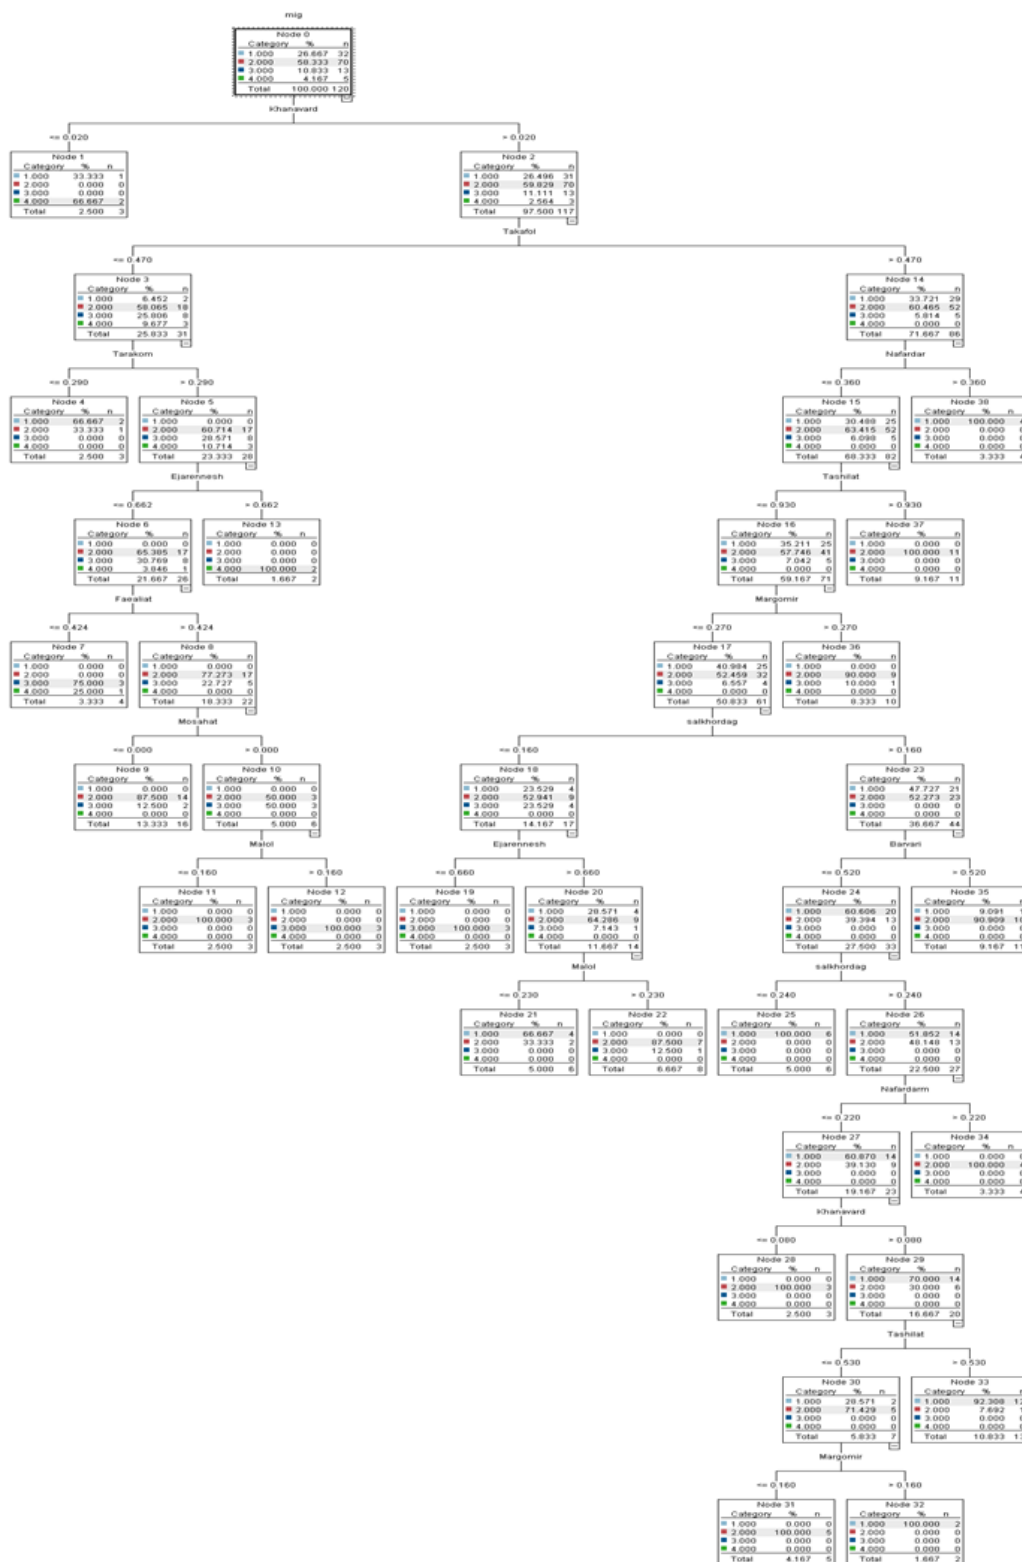 mig
Node 0
Category % n
1.000 26.667 32
2.000 58.333 70
3.000 10.833 13
4.000 4.167 5
Total 100.000 120
Khanavard
<= 0.020
> 0.020
Node 1
Category % n
1.000 33.333 1
2.000 0.000 0
3.000 0.000 0
4.000 66.667 2
Total 2.500 3
Node 2
Category % n
1.000 26.496 31
2.000 59.829 70
3.000 11.111 13
4.000 2.564 3
Total 97.500 117
Takafol
<= 0.470
> 0.470
Node 3
Category % n
1.000 6.452 2
2.000 58.065 18
3.000 25.806 8
4.000 9.677 3
Total 25.833 31
Tarakom
Node 14
Category % n
1.000 33.721 29
2.000 60.465 52
3.000 5.814 5
4.000 0.000 0
Total 71.667 86
Nafardar
<= 0.290
> 0.290
<= 0.360
> 0.360
Node 4
Category % n
1.000 66.667 2
2.000 33.333 1
3.000 0.000 0
4.000 0.000 0
Total 2.500 3
Node 5
Category % n
1.000 0.000 0
2.000 60.714 17
3.000 28.571 8
4.000 10.714 3
Total 23.333 28
Ejarennesh
Node 15
Category % n
1.000 30.488 25
2.000 63.415 52
3.000 6.098 5
4.000 0.000 0
Total 68.333 82
Tashilat
Node 38
Category %
1.000 100.000
2.000 0.000
3.000 0.000
4.000 0.000
Total 3.333
<= 0.662
> 0.662
<= 0.930
> 0.930
Node 6
Category % n
1.000 0.000 0
2.000 65.385 17
3.000 30.769 8
4.000 3.846 1
Total 21.667 26
Faealiat
Node 13
Category % n
1.000 0.000 0
2.000 0.000 0
3.000 0.000 0
4.000 100.000 2
Total 1.667 2
Node 16
Category % n
1.000 35.211 25
2.000 57.746 41
3.000 7.042 5
4.000 0.000 0
Total 59.167 71
Margomir
Node 37
Category % n
1.000 0.000 0
2.000 100.000 11
3.000 0.000 0
4.000 0.000 0
Total 9.167 11
<= 0.424
> 0.424
<= 0.270
> 0.270
Node 7
Category % n
1.000 0.000 0
2.000 0.000 0
3.000 75.000 3
4.000 25.000 1
Total 3.333 4
Node 8
Category % n
1.000 0.000 0
2.000 77.273 17
3.000 22.727 5
4.000 0.000 0
Total 18.333 22
Mosahat
Node 17
Category % n
1.000 40.984 25
2.000 52.459 32
3.000 6.557 4
4.000 0.000 0
Total 50.833 61
salkhordag
Node 36
Category % n
1.000 0.000 0
2.000 90.000 9
3.000 10.000 1
4.000 0.000 0
Total 8.333 10
<= 0.000
> 0.000
<= 0.160
> 0.160
Node 9
Category % n
1.000 0.000 0
2.000 87.500 14
3.000 12.500 2
4.000 0.000 0
Total 13.333 16
Node 10
Category % n
1.000 0.000 0
2.000 50.000 3
3.000 50.000 3
4.000 0.000 0
Total 5.000 6
Malol
Node 18
Category % n
1.000 23.529 4
2.000 52.941 9
3.000 23.529 4
4.000 0.000 0
Total 14.167 17
Ejarennesh
Node 23
Category % n
1.000 47.727 21
2.000 52.273 23
3.000 0.000 0
4.000 0.000 0
Total 36.667 44
Barvari
<= 0.160
> 0.160
<= 0.660
> 0.660
<= 0.520
> 0.520
Node 11
Category % n
1.000 0.000 0
2.000 100.000 3
3.000 0.000 0
4.000 0.000 0
Total 2.500 3
Node 12
Category % n
1.000 0.000 0
2.000 0.000 0
3.000 100.000 3
4.000 0.000 0
Total 2.500 3
Node 19
Category % n
1.000 0.000 0
2.000 0.000 0
3.000 100.000 3
4.000 0.000 0
Total 2.500 3
Node 20
Category % n
1.000 28.571 4
2.000 64.286 9
3.000 7.143 1
4.000 0.000 0
Total 11.667 14
Malol
Node 24
Category % n
1.000 60.606 20
2.000 39.394 13
3.000 0.000 0
4.000 0.000 0
Total 27.500 33
salkhordag
Node 35
Category %
1.000 9.091
2.000 90.909
3.000 0.000
4.000 0.000
Total 9.167
<= 0.230
> 0.230
<= 0.240
> 0.240
Node 21
Category % n
1.000 66.667 4
2.000 33.333 2
3.000 0.000 0
4.000 0.000 0
Total 5.000 6
Node 22
Category % n
1.000 0.000 0
2.000 87.500 7
3.000 12.500 1
4.000 0.000 0
Total 6.667 8
Node 25
Category % n
1.000 100.000 6
2.000 0.000 0
3.000 0.000 0
4.000 0.000 0
Total 5.000 6
Node 26
Category % n
1.000 51.852 14
2.000 48.148 13
3.000 0.000 0
4.000 0.000 0
Total 22.500 27
Nafardarm
<= 0.220
> 0.220
Node 27
Category % n
1.000 60.870 14
2.000 39.130 9
3.000 0.000 0
4.000 0.000 0
Total 19.167 23
Khanavard
Node 34
Category %
1.000 0.000
2.000 100.000
3.000 0.000
4.000 0.000
Total 3.333
<= 0.080
> 0.080
Node 28
Category % n
1.000 0.000 0
2.000 100.000 3
3.000 0.000 0
4.000 0.000 0
Total 2.500 3
Node 29
Category % n
1.000 70.000 14
2.000 30.000 6
3.000 0.000 0
4.000 0.000 0
Total 16.667 20
Tashilat
<= 0.530
> 0.530
Node 30
Category % n
1.000 28.571 2
2.000 71.429 5
3.000 0.000 0
4.000 0.000 0
Total 5.833 7
Margomir
Node 33
Category %
1.000 92.308
2.000 7.692
3.000 0.000
4.000 0.000
Total 10.833
<= 0.160
> 0.160
Node 31
Category % n
1.000 0.000 0
2.000 100.000 5
3.000 0.000 0
4.000 0.000 0
Total 4.167 5
Node 32
Category % n
1.000 100.000 2
2.000 0.000 0
3.000 0.000 0
4.000 0.000 0
Total 1.667 2